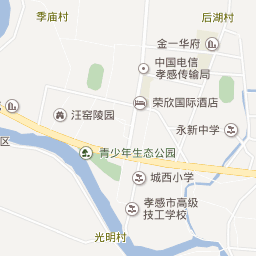 季庙村
后湖村
金一华府
中国电信
孝感传输局
荣欣国际酒店
汪窑陵园
永新中学
区
青少年生态公园
城西小学
孝感市高级
技工学校
光明村